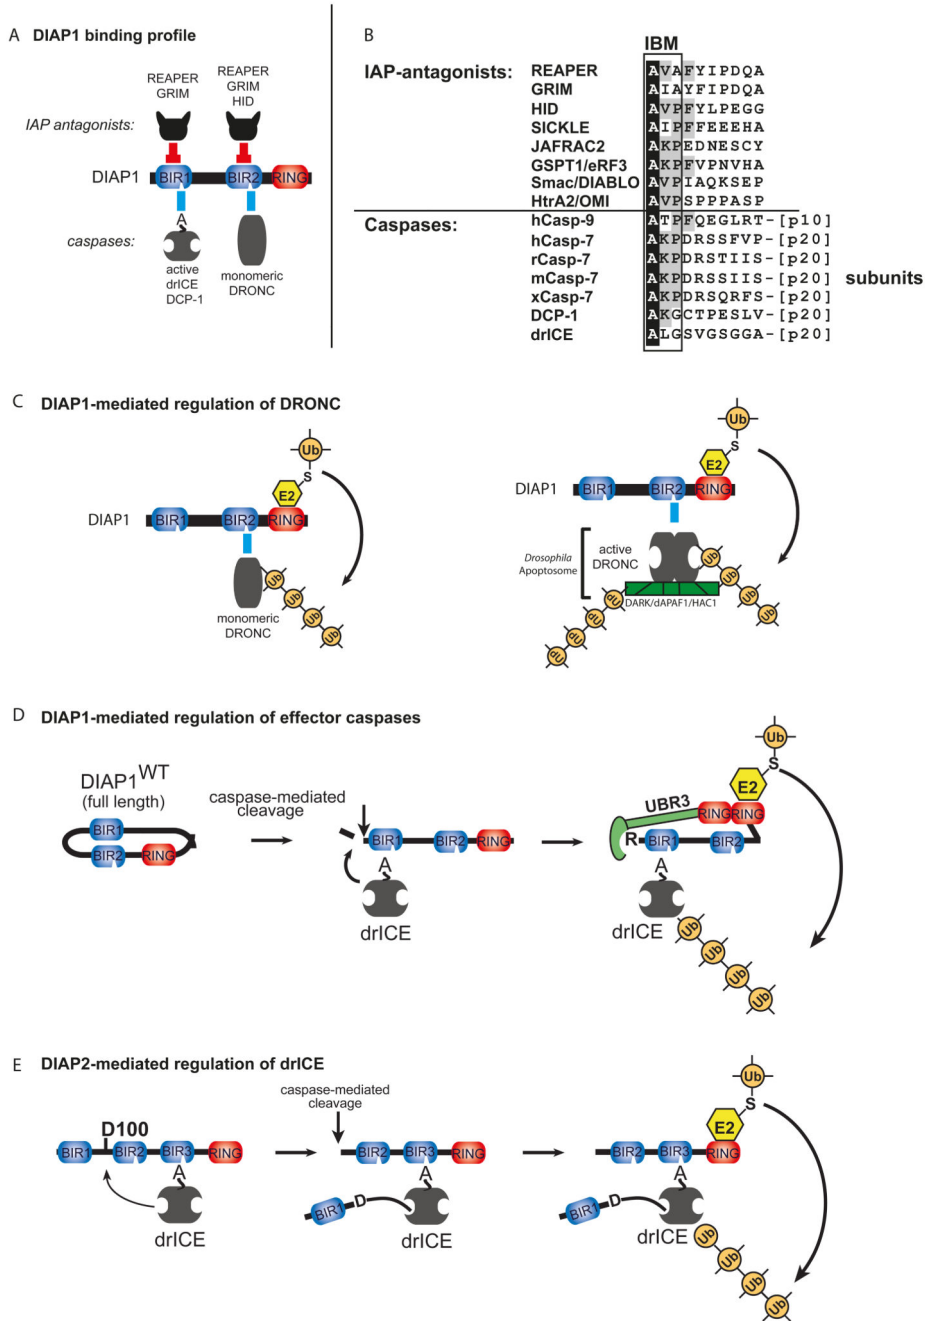 A DIAP1 binding profile
REAPER
GRIM
REAPER
GRIM
HID
IAP antagonists:
DIAP1
BIR1
BIR2
RING
A
caspases:
active
drICE
DCP-1
monomeric
DRONC
B
IBM
IAP-antagonists:
REAPER AVAFYIPDQA
GRIM AIAYFIPDQA
HID AVPFYLPEGG
SICKLE AIPFFEEEHA
JAFRAC2 AKPEDNESCY
GSPT1/eRF3 AKPFVPNVHA
Smac/DIABLO AVPIAQKSEP
HtrA2/OMI AVPSPPPASP
Caspases:
hCasp-9 ATPFQEGLRT-[p10]
hCasp-7 AKPDRSSFVP-[p20]
rCasp-7 AKPDRSTIIS-[p20]
mCasp-7 AKPDRSSIIS-[p20]
xCasp-7 AKPDRSQRFS-[p20]
DCP-1 AKGCTPESLV-[p20]
drICE ALGSVGSGGA-[p20]
subunits
C DIAP1-mediated regulation of DRONC
Ub
S
E2
DIAP1
BIR1
BIR2
RING
monomeric
DRONC
Ub
Ub
Ub
Ub
Ub
S
E2
DIAP1
BIR1
BIR2
RING
Drosophila
Apoptosome
active
DRONC
DARK/dAPAF1/HAC1
Ub
Ub
Ub
Ub
Ub
Ub
Ub
D DIAP1-mediated regulation of effector caspases
DIAP1WT
(full length)
BIR1
BIR2
RING
caspase-mediated
cleavage
BIR1
BIR2
RING
A
drICE
Ub
S
E2
UBR3
RING
RING
R
BIR1
BIR2
A
drICE
Ub
Ub
Ub
Ub
E DIAP2-mediated regulation of drICE
D100
BIR1
BIR2
BIR3
RING
A
drICE
caspase-mediated
cleavage
BIR2
BIR3
RING
A
BIR1
D
drICE
Ub
S
E2
BIR2
BIR3
RING
A
BIR1
D
drICE
Ub
Ub
Ub
Ub